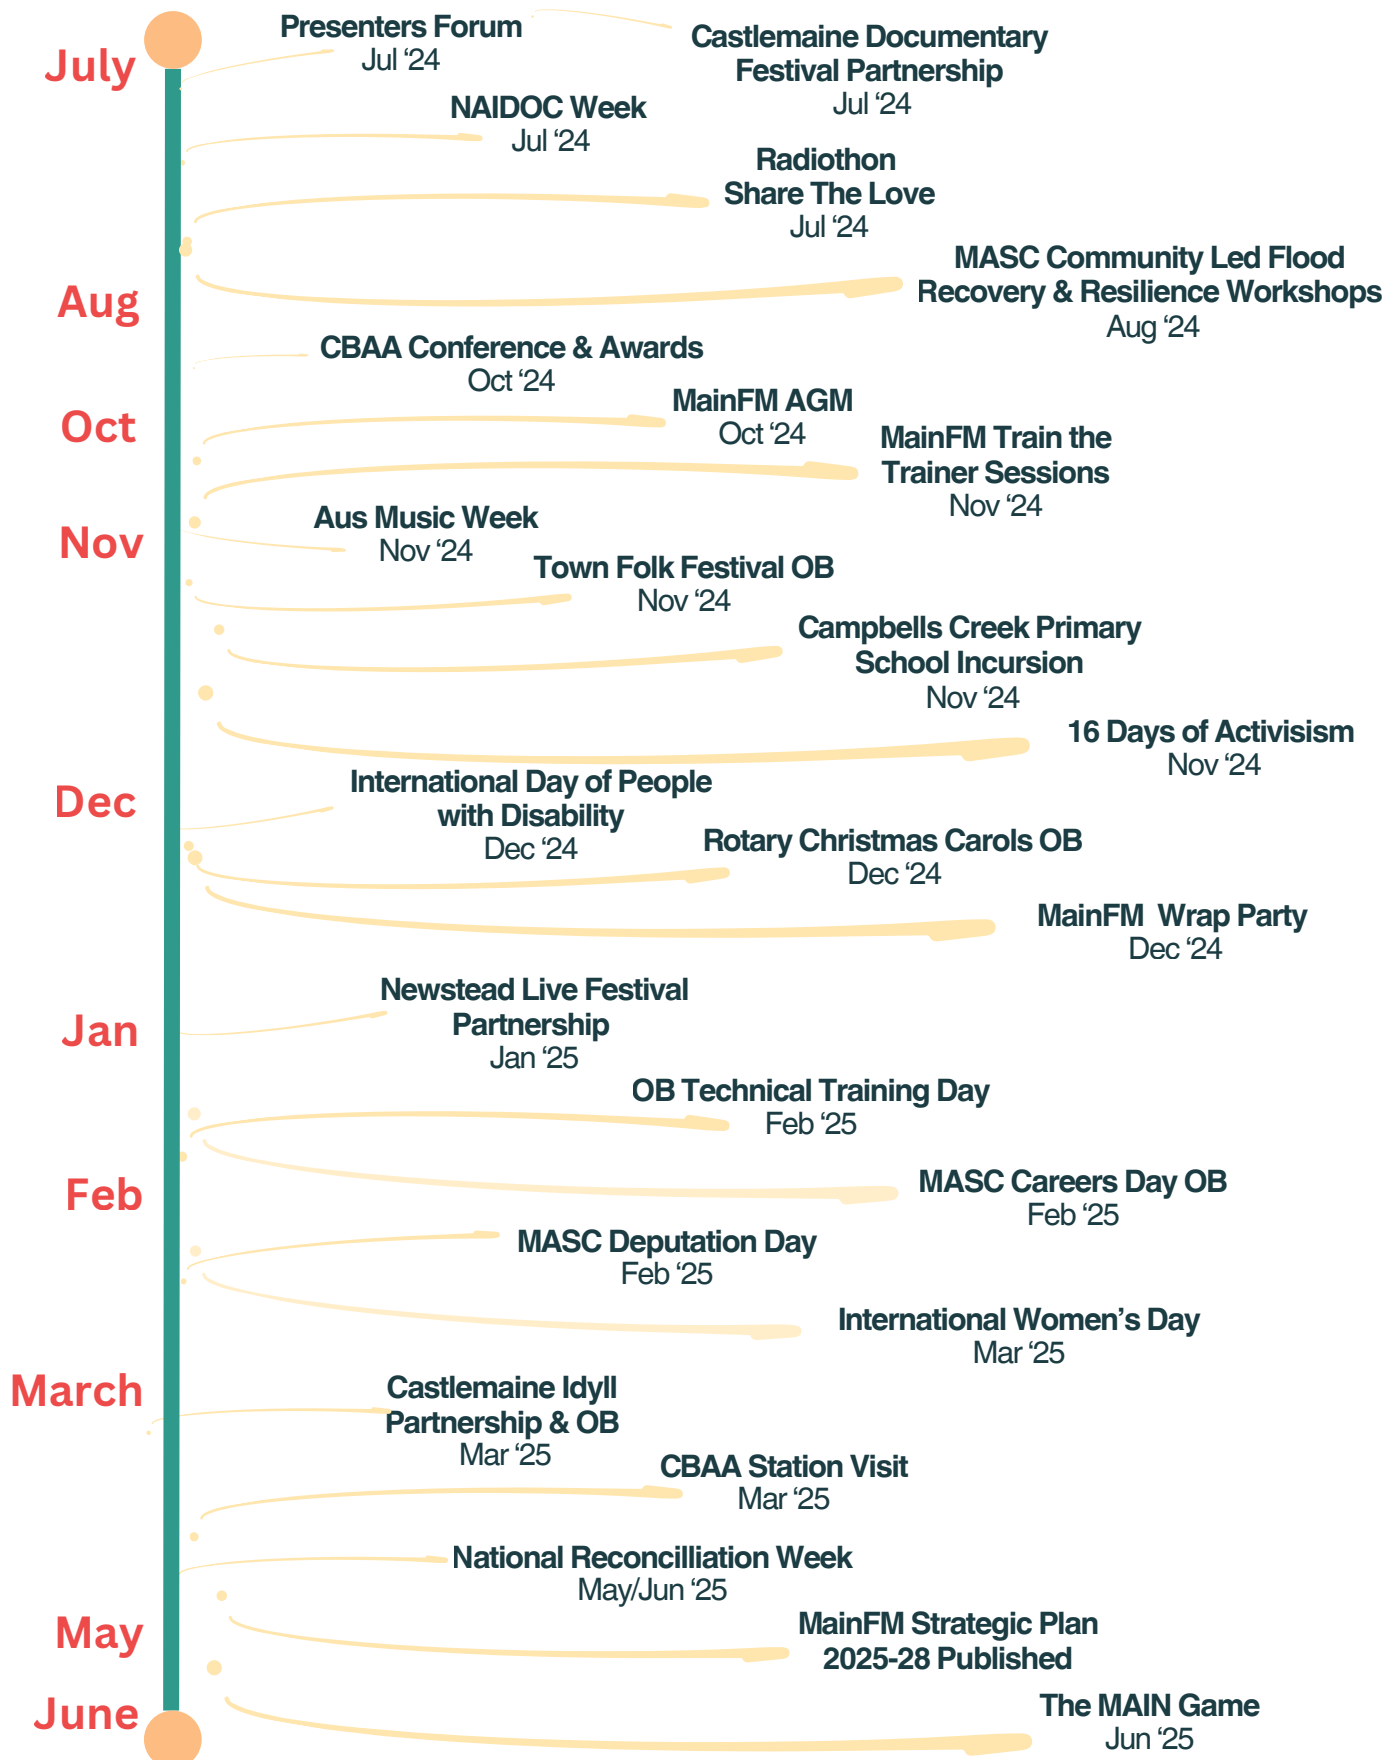 July
Presenters Forum
Jul ‘24
Castlemaine Documentary
Festival Partnership
Jul ‘24
NAIDOC Week
Jul ‘24
Radiothon
Share The Love
Jul ‘24
Aug
MASC Community Led Flood
Recovery & Resilience Workshops
Aug ‘24
CBAA Conference & Awards
Oct ‘24
Oct
MainFM AGM
Oct ‘24
MainFM Train the
Trainer Sessions
Nov ‘24
Nov
Aus Music Week
Nov ‘24
Town Folk Festival OB
Nov ‘24
Campbells Creek Primary
School Incursion
Nov ‘24
16 Days of Activisism
Nov ‘24
Dec
International Day of People
with Disability
Dec ‘24
Rotary Christmas Carols OB
Dec ‘24
MainFM  Wrap Party
Dec ‘24
Jan
Newstead Live Festival
Partnership
Jan ‘25
OB Technical Training Day
Feb ‘25
Feb
MASC Careers Day OB
Feb ‘25
MASC Deputation Day
Feb ‘25
International Women’s Day
Mar ‘25
March
Castlemaine Idyll
Partnership & OB
Mar ‘25
CBAA Station Visit
Mar ‘25
National Reconcilliation Week
May/Jun ‘25
May
MainFM Strategic Plan
2025-28 Published
June
The MAIN Game
Jun ‘25